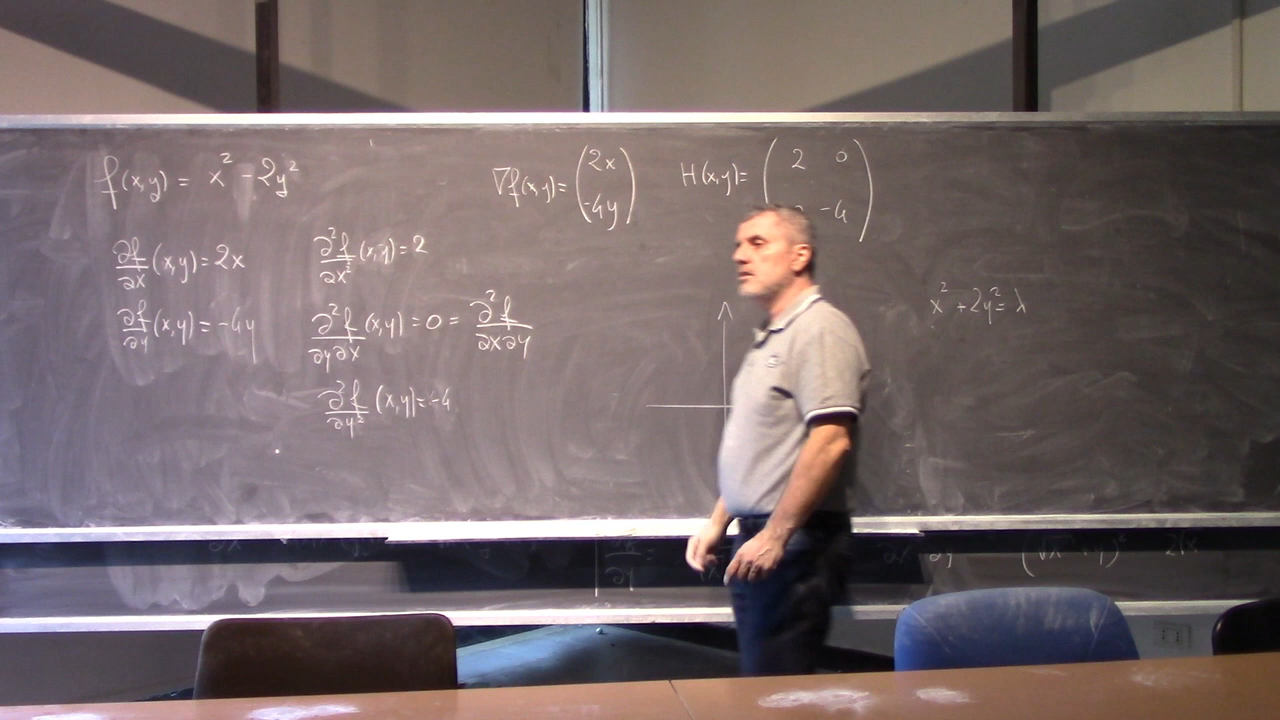 f(x,y) = x² - 2y²
∇f(x,y) = (2x -4y)
H(x,y) = (2 0 -4)
∂f/∂x (x,y) = 2x
∂f/∂y (x,y) = -4y
∂²f/∂x² (x,y) = 2
∂²f/∂y∂x (x,y) = 0 = ∂²f/∂x∂y
∂²f/∂y² (x,y) = -4
x² + 2y² = λ